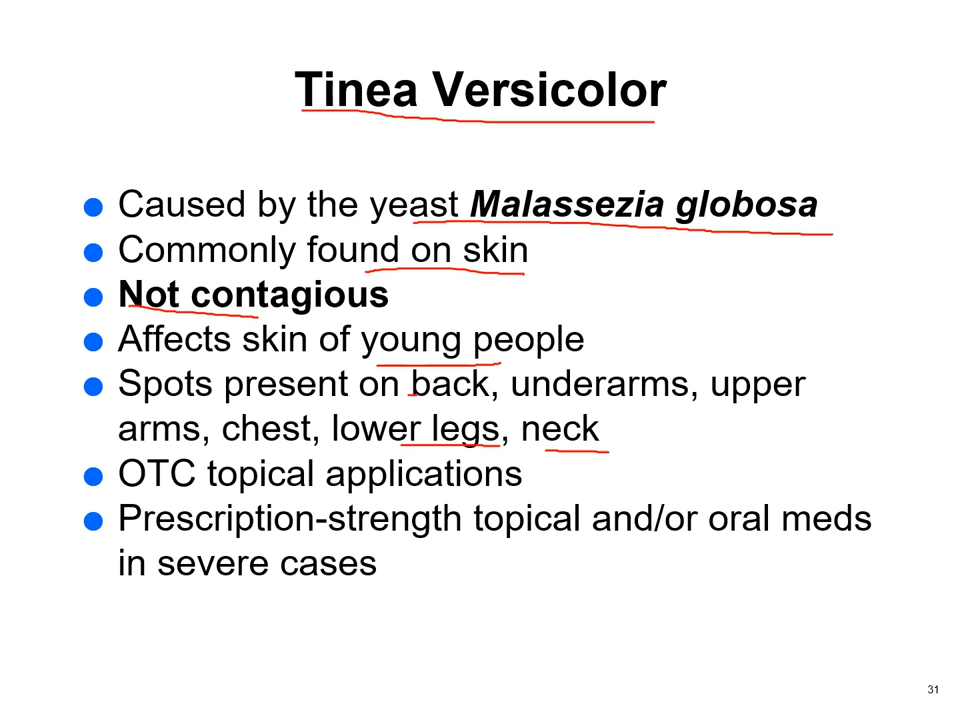 Tinea Versicolor
● Caused by the yeast Malassezia globosa
● Commonly found on skin
● Not contagious
● Affects skin of young people
● Spots present on back, underarms, upper
arms, chest, lower legs, neck
● OTC topical applications
● Prescription-strength topical and/or oral meds
in severe cases
31